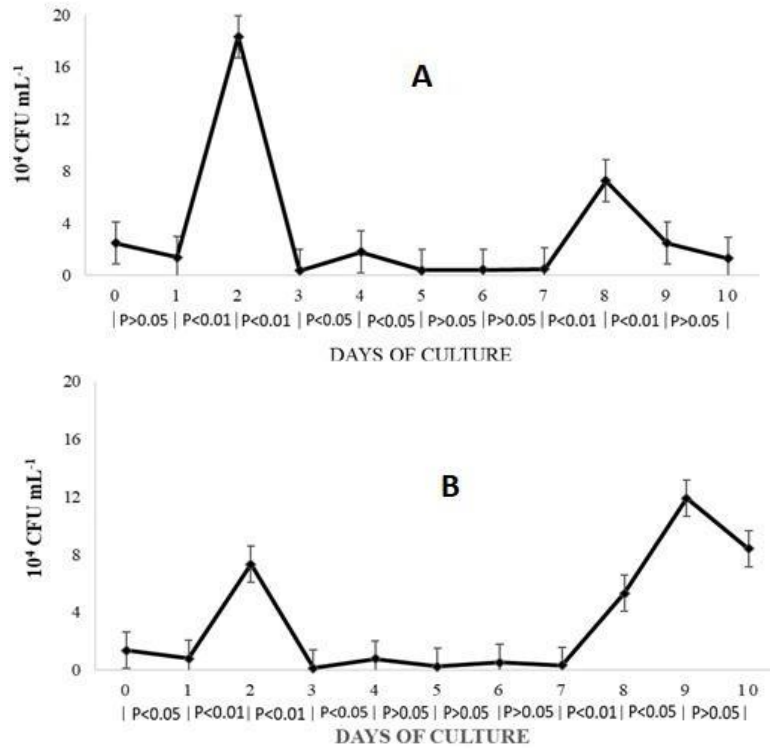 20
A
16
12
8
4
0
10⁴ CFU mL⁻¹
0 1 2 3 4 5 6 7 8 9 10
| P>0.05 | P<0.01 | P<0.01 | P<0.05 | P<0.05 | P>0.05 | P>0.05 | P<0.01 | P<0.01 | P>0.05 |
DAYS OF CULTURE
20
16
B
12
8
4
0
10⁴ CFU mL⁻¹
0 1 2 3 4 5 6 7 8 9 10
| P<0.05 | P<0.01 | P<0.01 | P<0.05 | P>0.05 | P>0.05 | P>0.05 | P<0.01 | P<0.05 | P>0.05 |
DAYS OF CULTURE